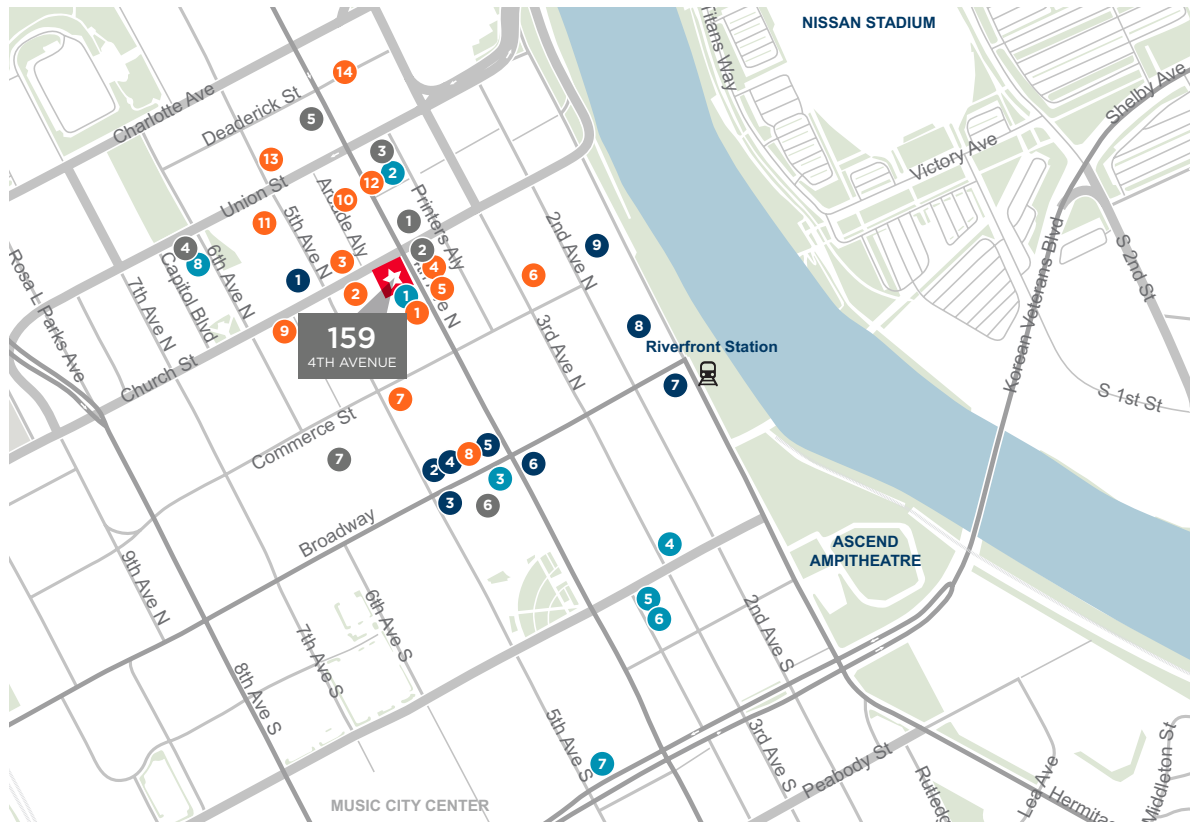 NISSAN STADIUM
Titans Way
Shelby Ave
14
Charlotte Ave
Deaderick St
5
3
13
2
12
Victory Ave
Union St
Arcade Aly
10
Printers Aly
11
5th Ave N
1
2nd Ave N
Korean Veterans Blvd
4
8
6th Ave N
Capitol Blvd
7th Ave N
Rosa L Parks Ave
2
9
S 2nd St
3
4
6
1
5
2
1
1
159
4TH AVENUE
9
8
3rd Ave N
Riverfront Station
Church St
7
S 1st St
7
Commerce St
7
5
8
4
2
6
3
3
6
Broadway
4
ASCEND
AMPITHEATRE
9th Ave N
6th Ave S
5
6
2nd Ave S
7th Ave S
8th Ave S
5th Ave S
3rd Ave S
7
Peabody St
MUSIC CITY CENTER
Rutledg
Lea Ave
Hermitag
Middleton St